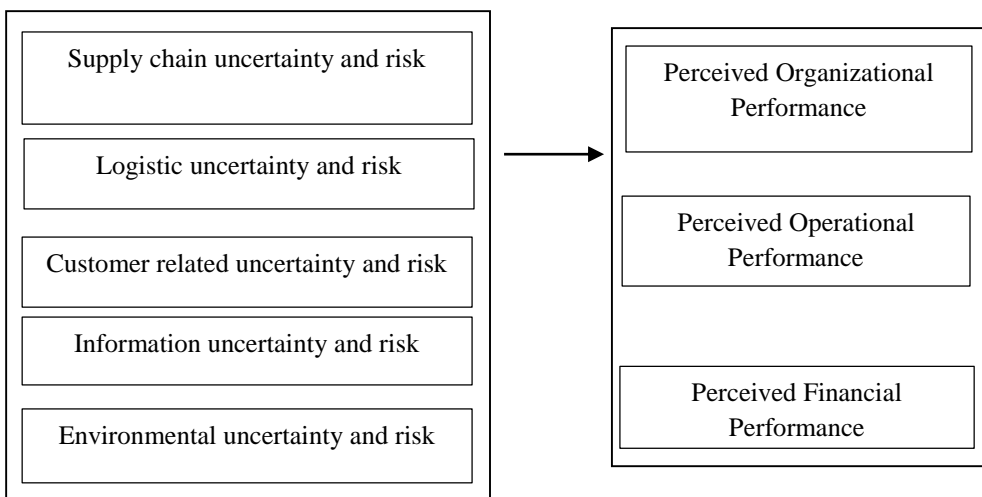 Supply chain uncertainty and risk
Logistic uncertainty and risk
Customer related uncertainty and risk
Information uncertainty and risk
Environmental uncertainty and risk
Perceived Organizational
Performance
Perceived Operational
Performance
Perceived Financial
Performance